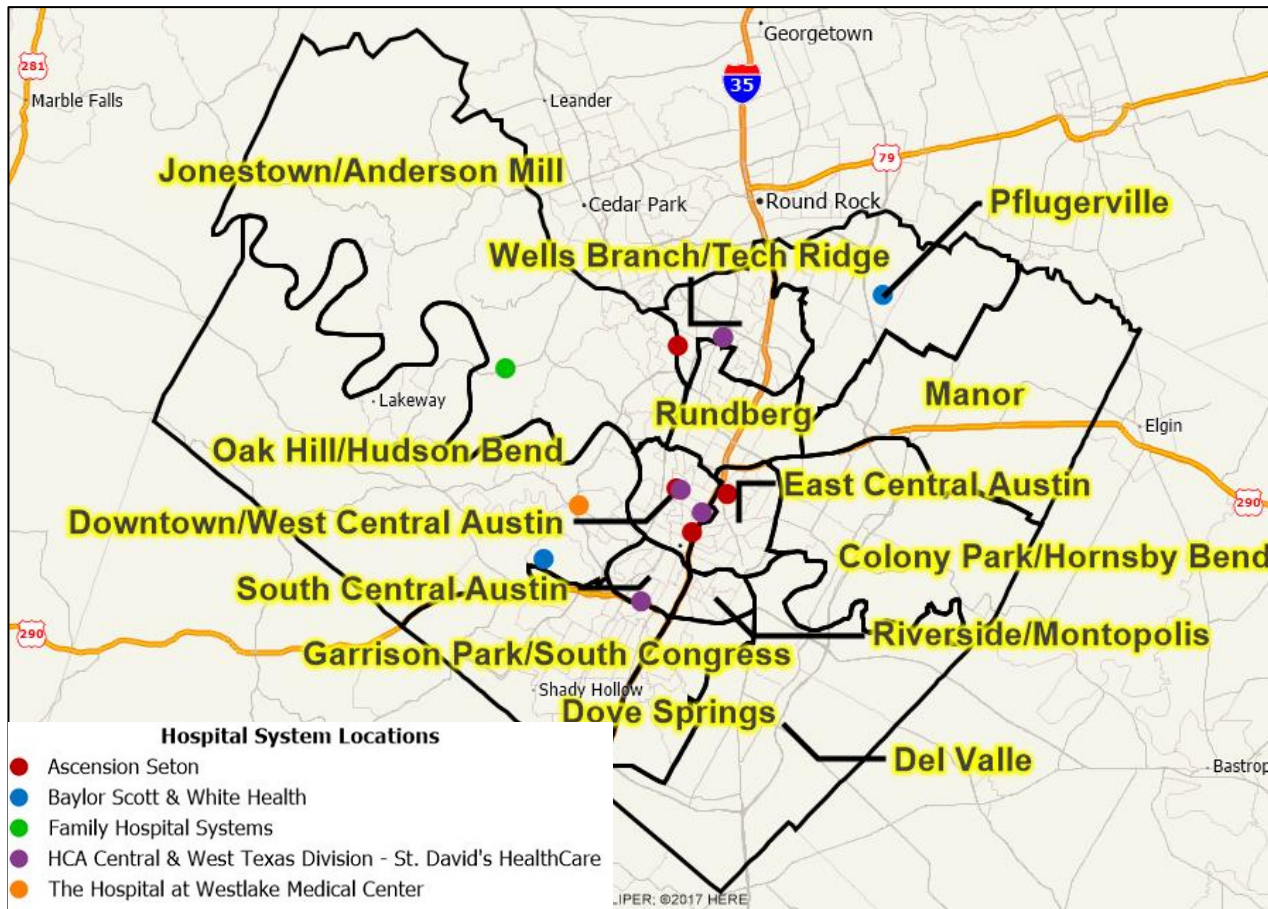 Georgetown
281
35
Marble Falls
Leander
Jonestown/Anderson Mill
79
Cedar Park
Round Rock
Pflugerville
Wells Branch/Tech Ridge
Lakeway
Rundberg
Manor
Elgin
Oak Hill/Hudson Bend
East Central Austin
290
Downtown/West Central Austin
Colony Park/Hornsby Bend
South Central Austin
290
Riverside/Montopolis
Garrison Park/South Congress
Shady Hollow
Dove Springs
Del Valle
Bastrop
Hospital System Locations
Ascension Seton
Baylor Scott & White Health
Family Hospital Systems
HCA Central & West Texas Division - St. David's HealthCare
The Hospital at Westlake Medical Center
LIPER; ©2017 HERE